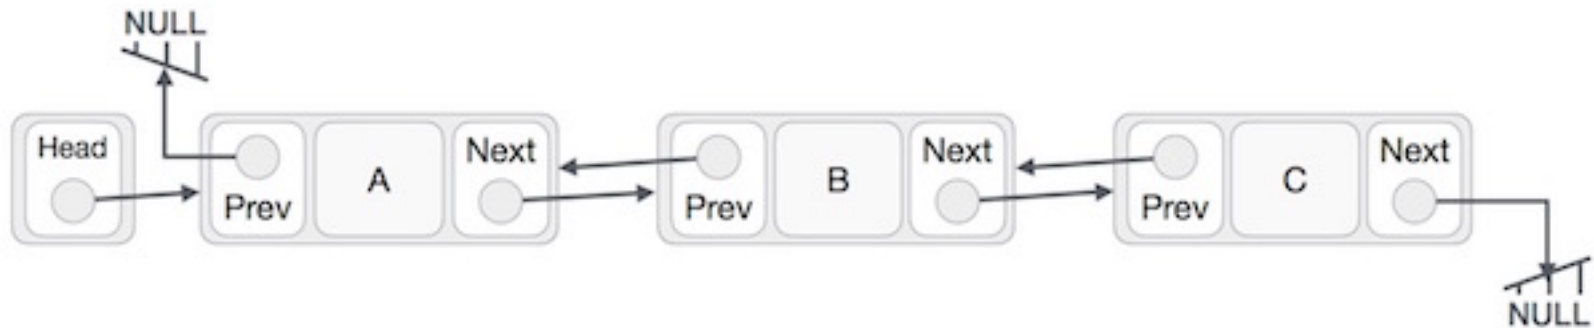 NULL
Head
Prev
A
Next
Prev
B
Next
Prev
C
Next
NULL